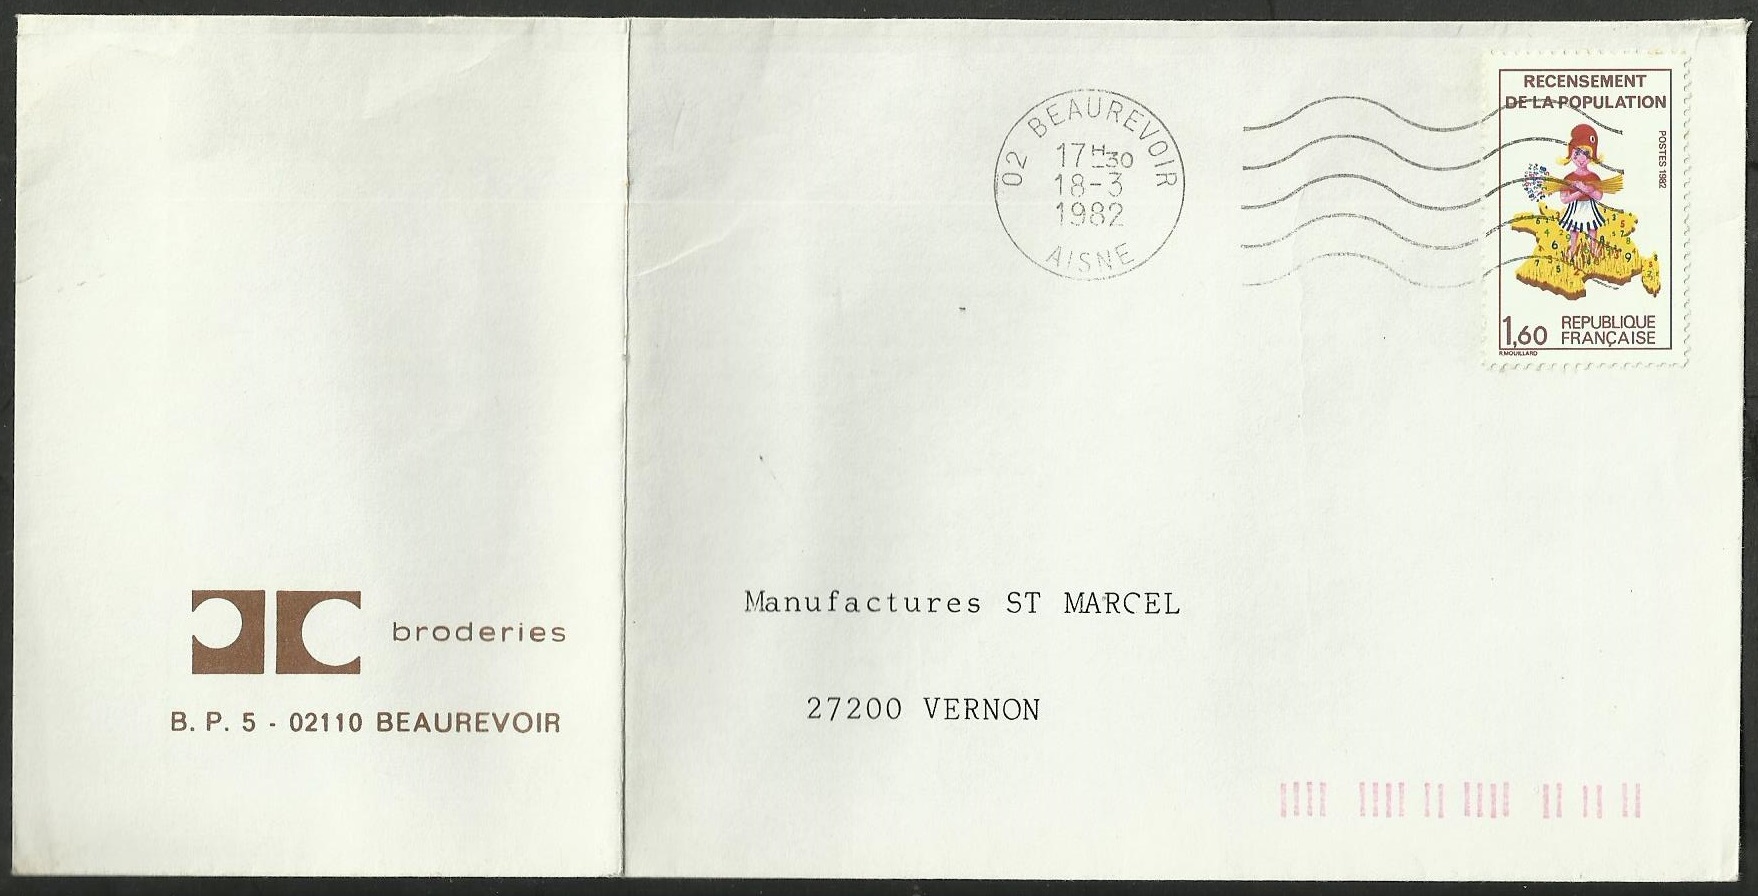 02 BEAUREVOIR
17H30
18-3
1982
AISNE
RECENSEMENT
DE LA POPULATION
POSTES 1982
1,60
REPUBLIQUE
FRANÇAISE
R.MOUILLARD
broderies
B. P. 5 - 02110 BEAUREVOIR
Manufactures ST MARCEL
27200 VERNON